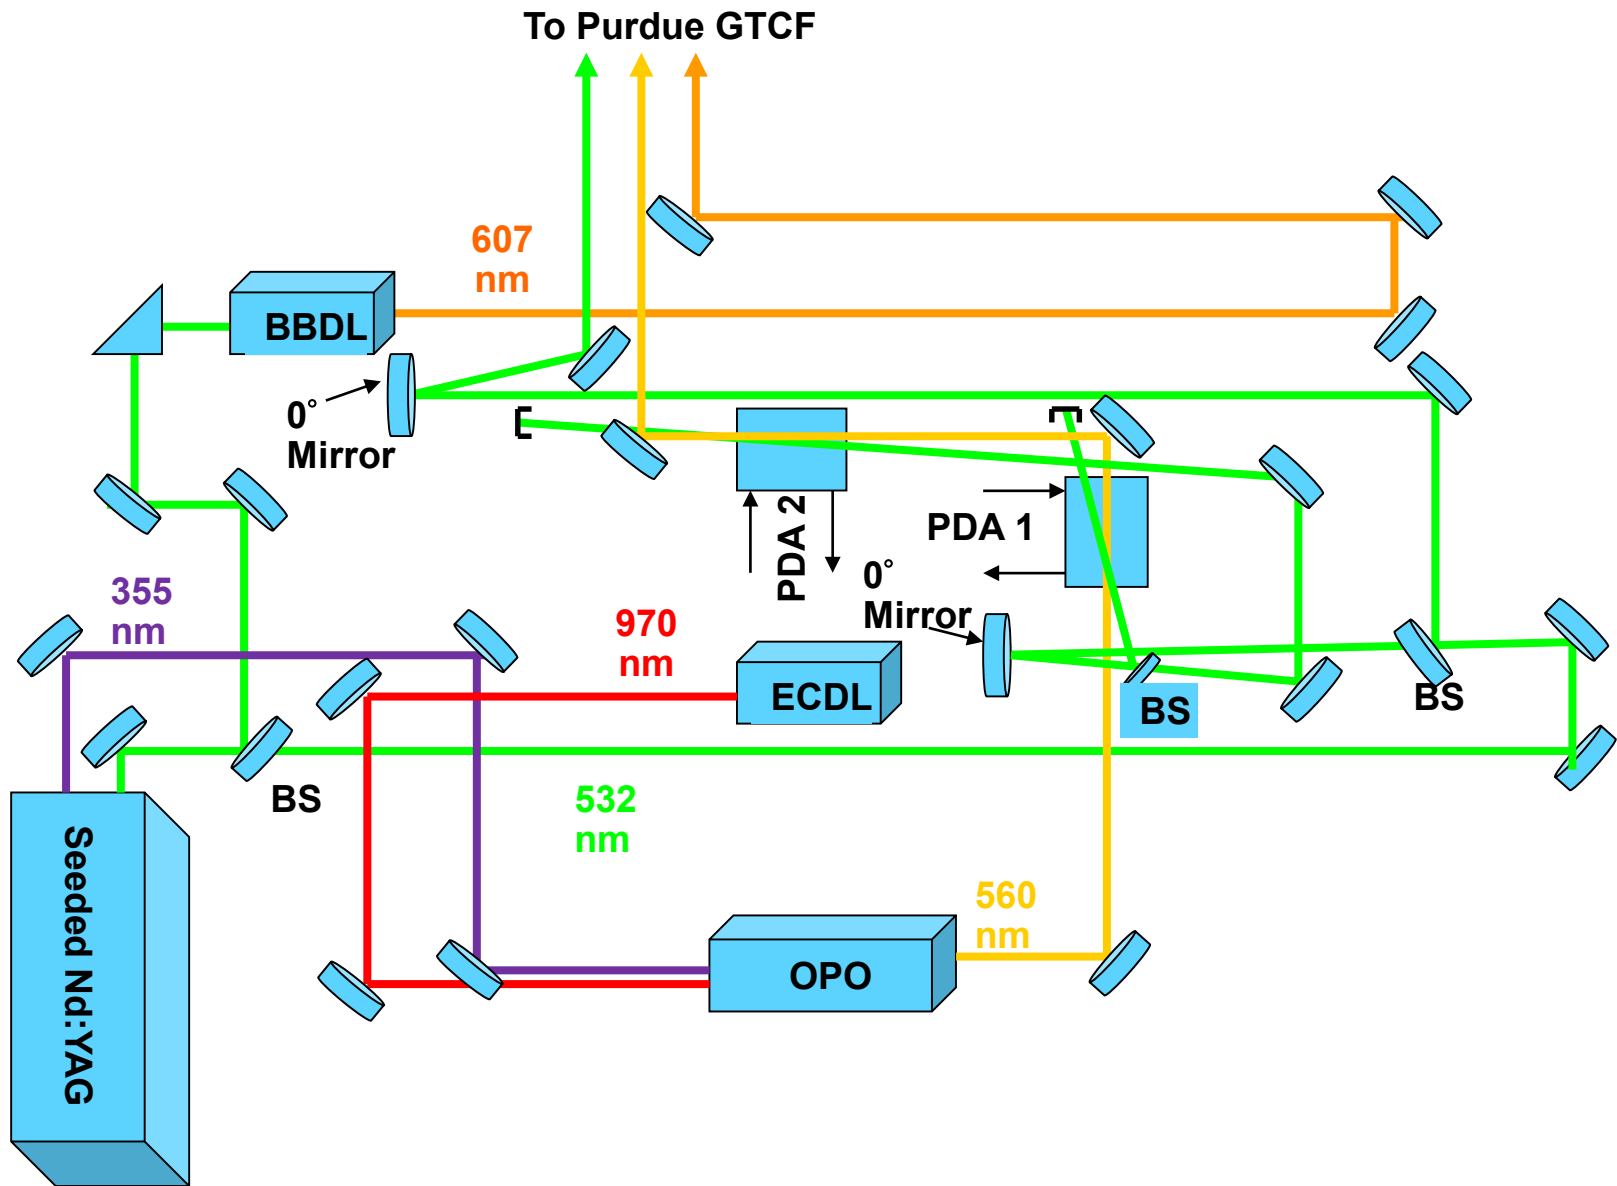 To Purdue GTCF
607
nm
BBDL
0°
Mirror
PDA 2
PDA 1
0°
Mirror
355
nm
970
nm
ECDL
BS
BS
BS
532
nm
Seeded Nd:YAG
560
nm
OPO